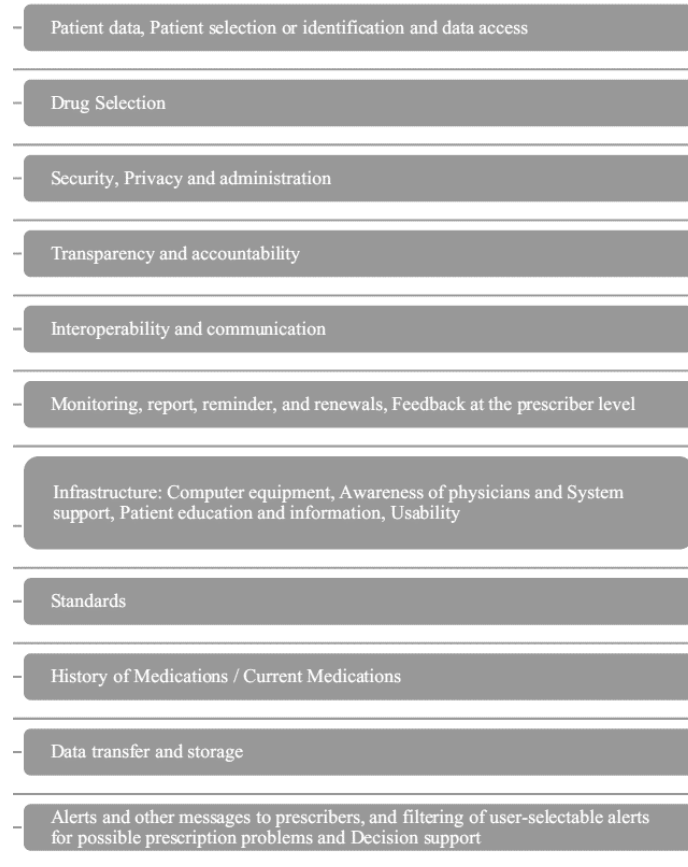 Patient data, Patient selection or identification and data access
Drug Selection
Security, Privacy and administration
Transparency and accountability
Interoperability and communication
Monitoring, report, reminder, and renewals, Feedback at the prescriber level
Infrastructure: Computer equipment, Awareness of physicians and System
support, Patient education and information, Usability
Standards
History of Medications / Current Medications
Data transfer and storage
Alerts and other messages to prescribers, and filtering of user-selectable alerts
for possible prescription problems and Decision support